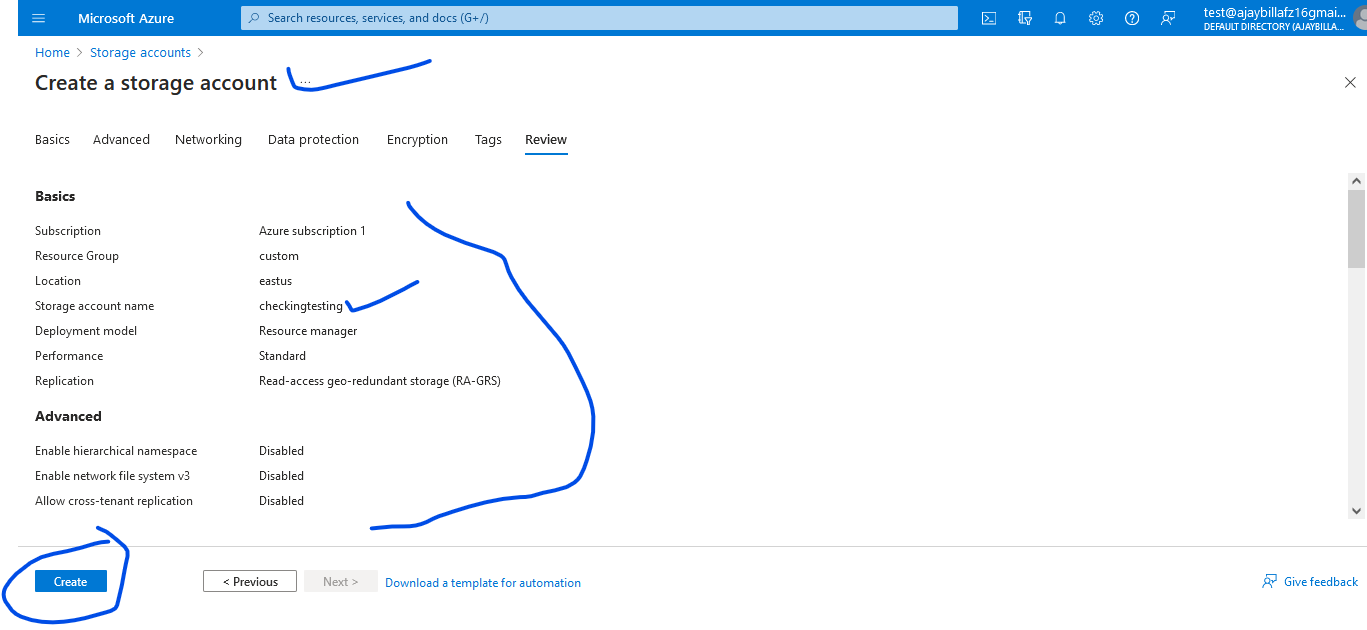 Microsoft Azure
Search resources, services, and docs (G+/)
test@ajaybillafz16gmai...
DEFAULT DIRECTORY (AJAYBILLA...
Home > Storage accounts >
Create a storage account ...
Basics Advanced Networking Data protection Encryption Tags Review
Basics
Subscription Azure subscription 1
Resource Group custom
Location eastus
Storage account name checkingtesting
Deployment model Resource manager
Performance Standard
Replication Read-access geo-redundant storage (RA-GRS)
Advanced
Enable hierarchical namespace Disabled
Enable network file system v3 Disabled
Allow cross-tenant replication Disabled
Create < Previous Next > Download a template for automation Give feedback